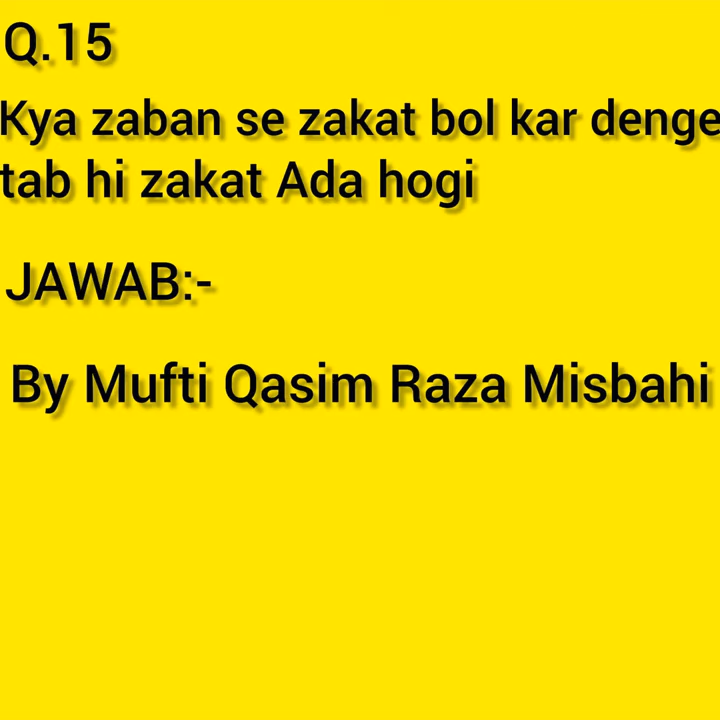 Q.15
Kya zaban se zakat bol kar denge
tab hi zakat Ada hogi
JAWAB:-
By Mufti Qasim Raza Misbahi